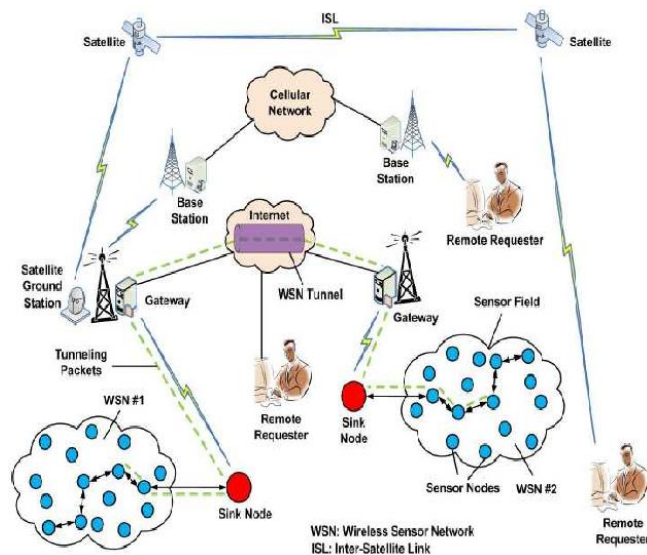 ISL
Satellite
Satellite
Cellular
Network
Base
Station
Base
Station
Remote Requester
Internet
WSN Tunnel
Satellite
Ground
Station
Gateway
Gateway
Sensor Field
Tunneling
Packets
Remote
Requester
Sink
Node
WSN #1
Sensor Nodes
WSN #2
Sink Node
Remote
Requester
WSN: Wireless Sensor Network
ISL: Inter-Satellite Link